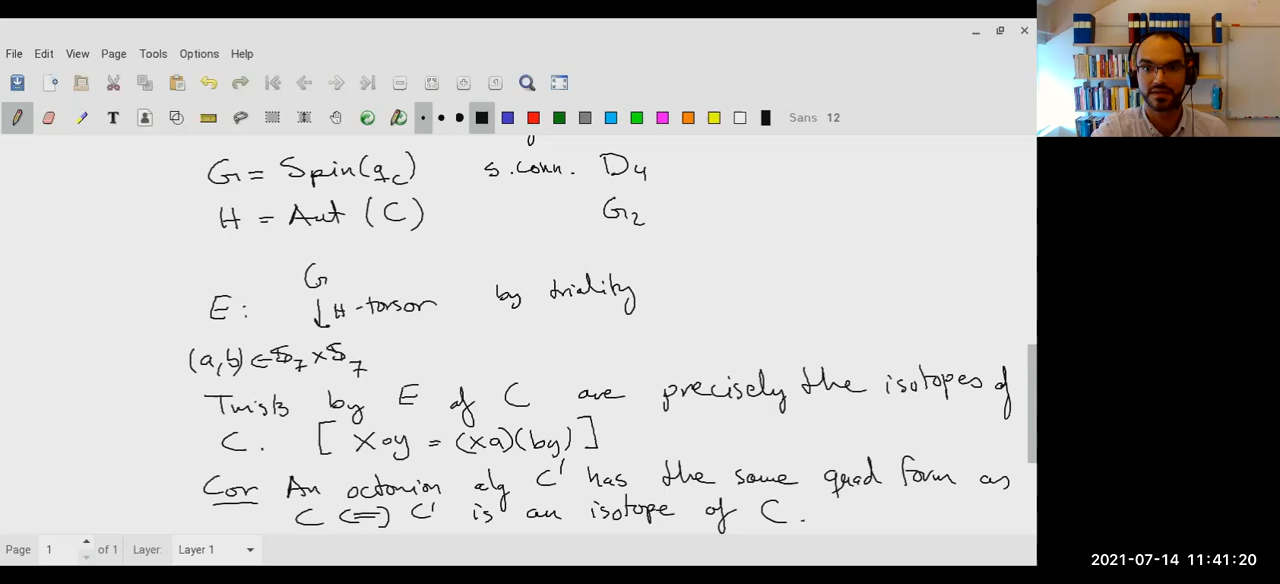 File Edit View Page Tools Options Help
Sans 12
G = Spin(q_C) s.conn. D4
H = Aut (C) G2
G
E: ↓ H-torsor by triality
(a,b) ∈ S_7 × S_7
Twists by E of C are precisely the isotopes of
C. [ x∘y = (xa)(by) ]
Cor An octonion alg C' has the same quad form as
C (=) C' is an isotope of C.
Page 1 of 1 Layer: Layer 1
2021-07-14 11:41:20